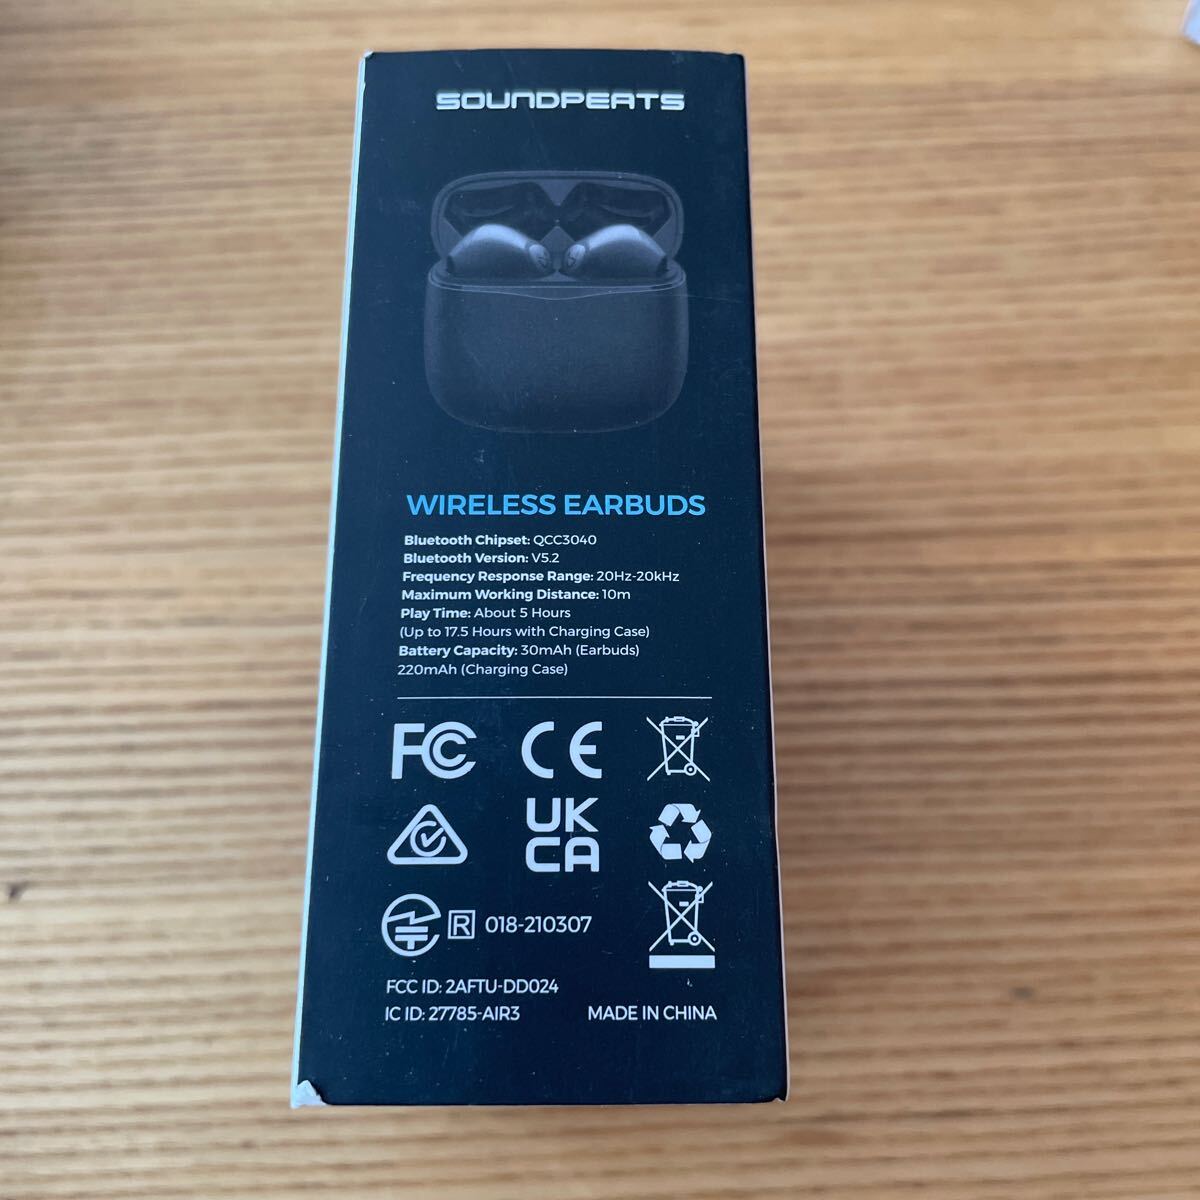 SOUNDPEATS
WIRELESS EARBUDS
Bluetooth Chipset: QCC3040
Bluetooth Version: V5.2
Frequency Response Range: 20Hz-20kHz
Maximum Working Distance: 10m
Play Time: About 5 Hours
(Up to 17.5 Hours with Charging Case)
Battery Capacity: 30mAh (Earbuds)
220mAh (Charging Case)
FC CE
UK
CA
R 018-210307
FCC ID: 2AFTU-DD024
IC ID: 27785-AIR3 MADE IN CHINA